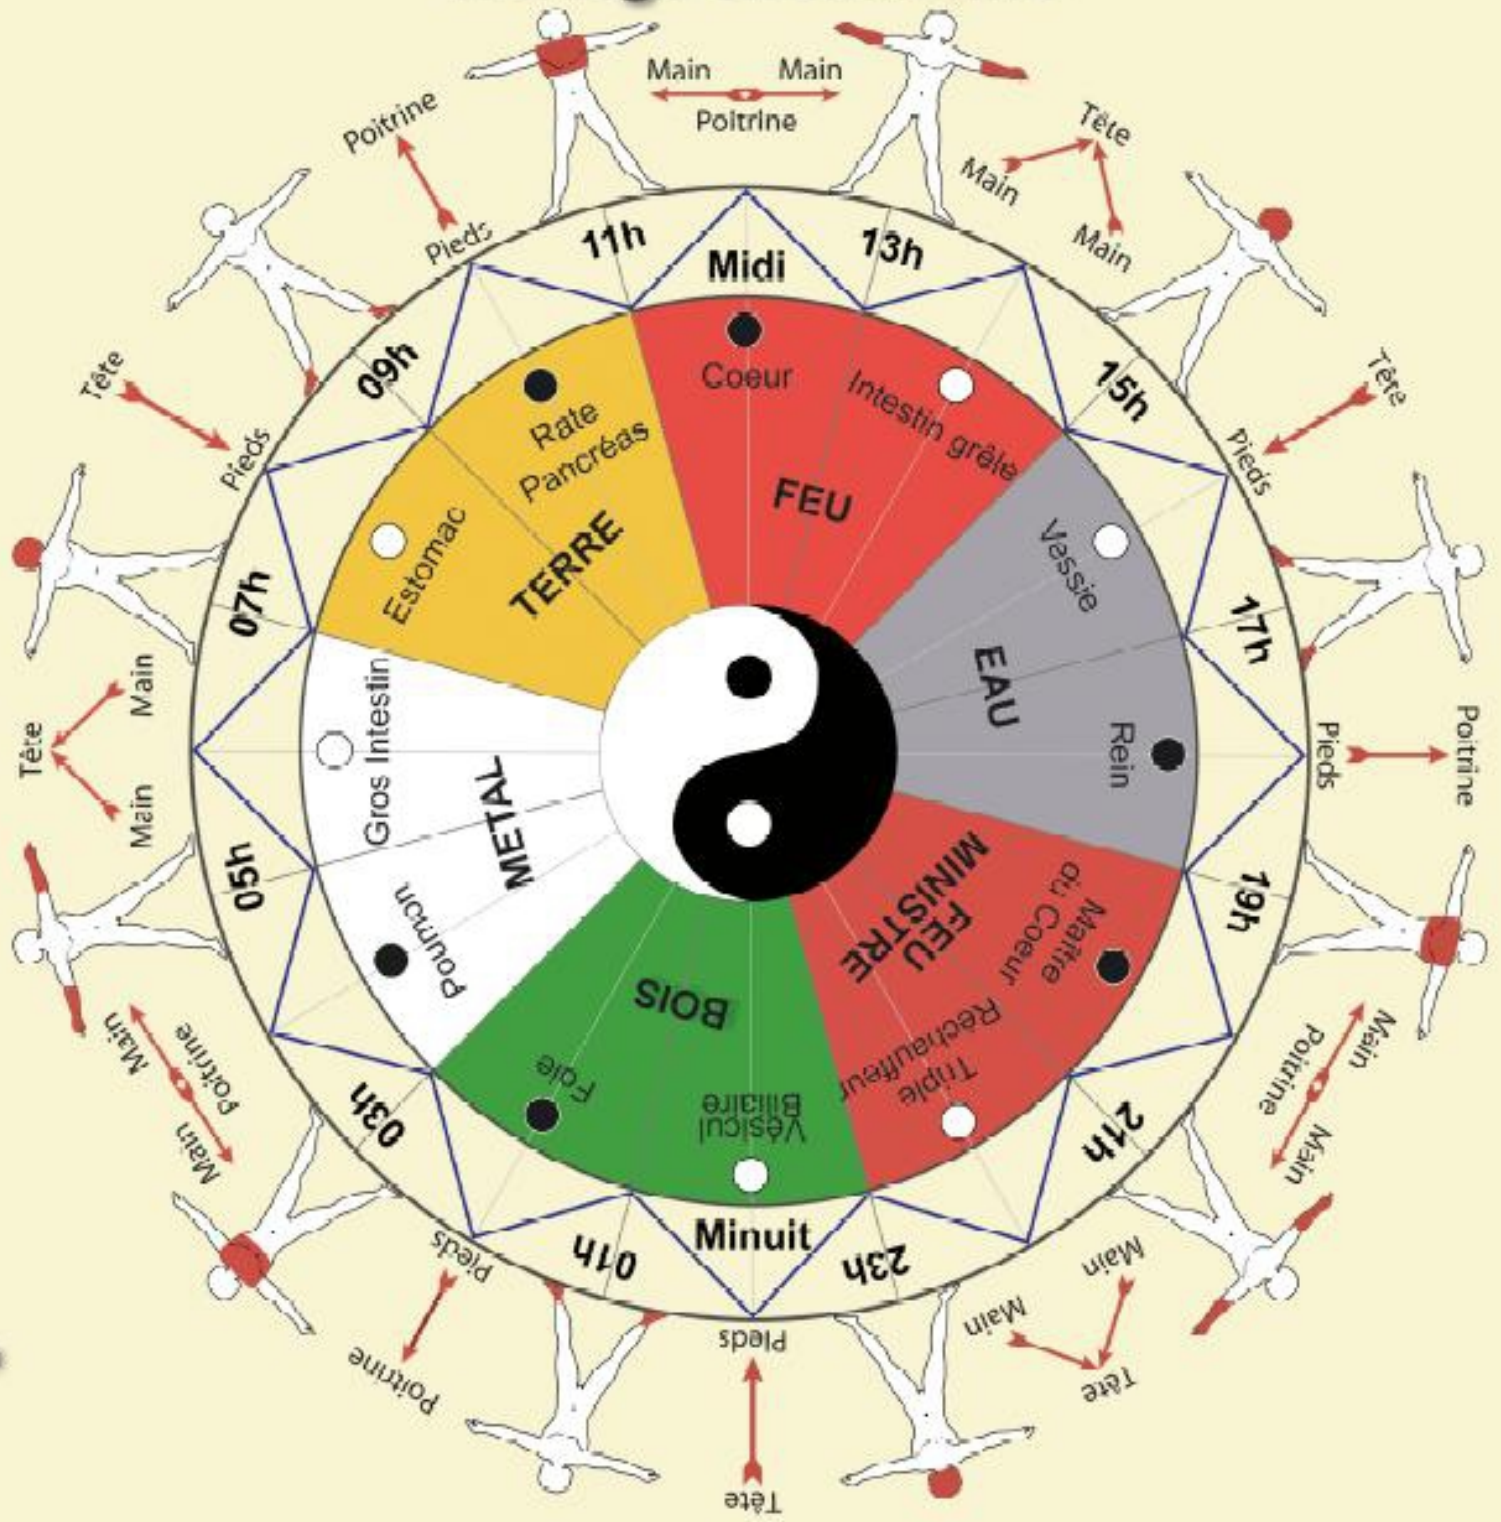 Main Main
Poitrine
Tête
Main
Main
Tête
Pieds
Pieds
Poitrine
Main
Poitrine
Main
Main
Main
Tête
Pieds
Tête
Pieds
Poitrine
Main
Poitrine
Main
Main
Tête
Main
Tête
Pieds
Poitrine
Pieds
Midi
13h
15h
17h
19h
21h
23h
Minuit
01h
03h
05h
07h
09h
11h
Coeur
Intestin grêle
FEU
Vessie
Rein
EAU
Maître
du Coeur
Triple
Rechauffeur
FEU
MINISTRE
Vésicul
Biliaire
Foie
BOIS
Poumon
Gros Intestin
METAL
Estomac
Rate
Pancréas
TERRE